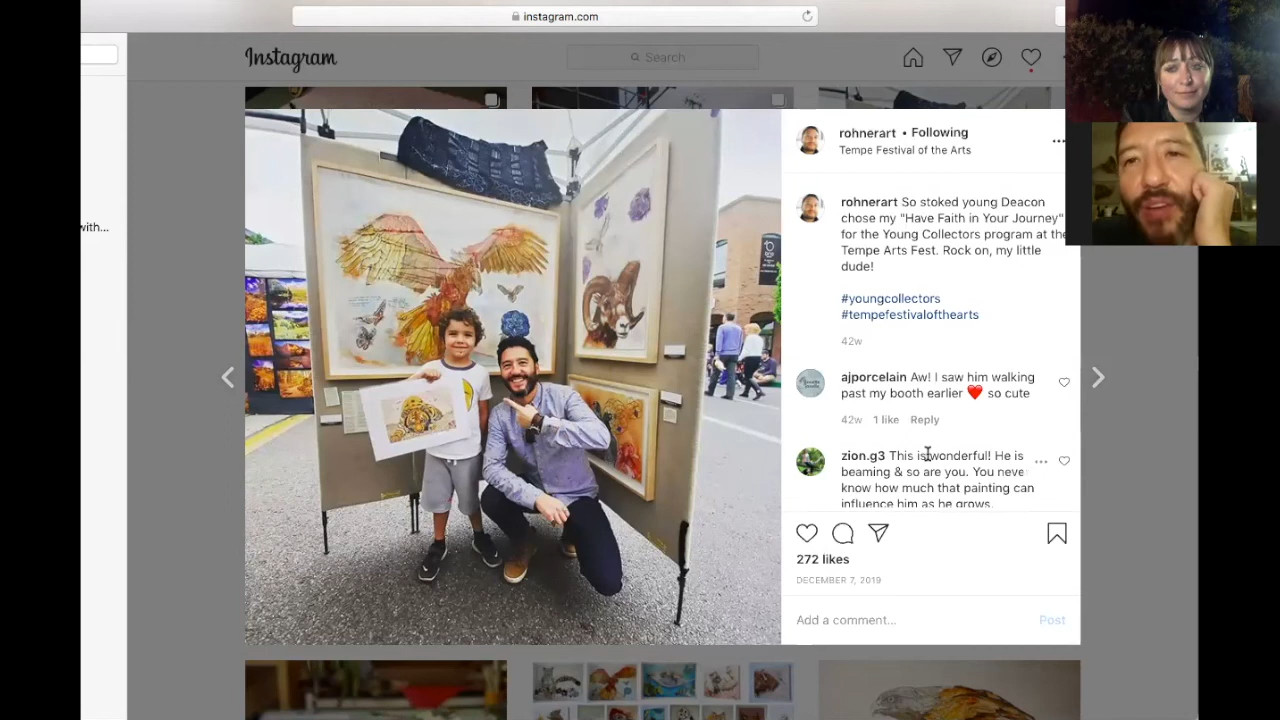 instagram.com
with...
Instagram
Search
rohnerart • Following
Tempe Festival of the Arts
rohnerart So stoked young Deacon
chose my "Have Faith in Your Journey"
for the Young Collectors program at the
Tempe Arts Fest. Rock on, my little
dude!
#youngcollectors
#tempefestivalofthearts
42w
ajporcelain Aw! I saw him walking
past my booth earlier ❤️ so cute
42w 1 like Reply
zion.g3 This is wonderful! He is
beaming & so are you. You neve
know how much that painting can
influence him as he grows.
272 likes
DECEMBER 7, 2019
Add a comment... Post